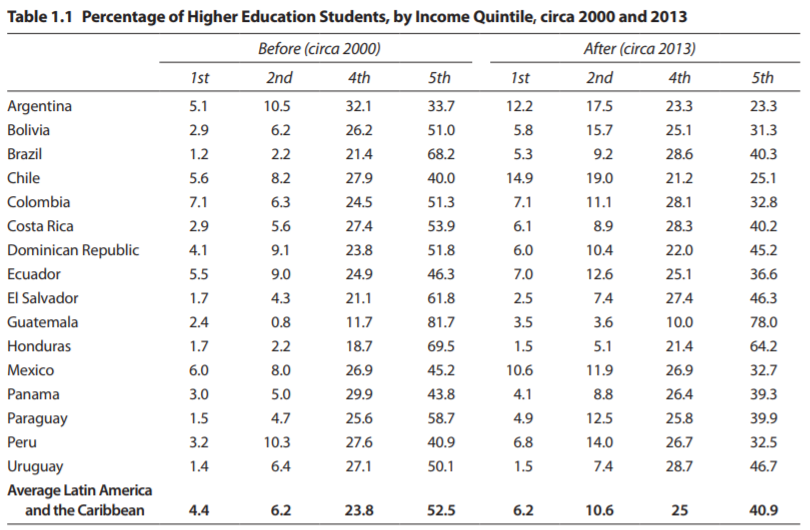 Table 1.1 Percentage of Higher Education Students, by Income Quintile, circa 2000 and 2013
Before (circa 2000) After (circa 2013)
1st 2nd 4th 5th 1st 2nd 4th 5th
Argentina 5.1 10.5 32.1 33.7 12.2 17.5 23.3 23.3
Bolivia 2.9 6.2 26.2 51.0 5.8 15.7 25.1 31.3
Brazil 1.2 2.2 21.4 68.2 5.3 9.2 28.6 40.3
Chile 5.6 8.2 27.9 40.0 14.9 19.0 21.2 25.1
Colombia 7.1 6.3 24.5 51.3 7.1 11.1 28.1 32.8
Costa Rica 2.9 5.6 27.4 53.9 6.1 8.9 28.3 40.2
Dominican Republic 4.1 9.1 23.8 51.8 6.0 10.4 22.0 45.2
Ecuador 5.5 9.0 24.9 46.3 7.0 12.6 25.1 36.6
El Salvador 1.7 4.3 21.1 61.8 2.5 7.4 27.4 46.3
Guatemala 2.4 0.8 11.7 81.7 3.5 3.6 10.0 78.0
Honduras 1.7 2.2 18.7 69.5 1.5 5.1 21.4 64.2
Mexico 6.0 8.0 26.9 45.2 10.6 11.9 26.9 32.7
Panama 3.0 5.0 29.9 43.8 4.1 8.8 26.4 39.3
Paraguay 1.5 4.7 25.6 58.7 4.9 12.5 25.8 39.9
Peru 3.2 10.3 27.6 40.9 6.8 14.0 26.7 32.5
Uruguay 1.4 6.4 27.1 50.1 1.5 7.4 28.7 46.7
Average Latin America
and the Caribbean 4.4 6.2 23.8 52.5 6.2 10.6 25 40.9